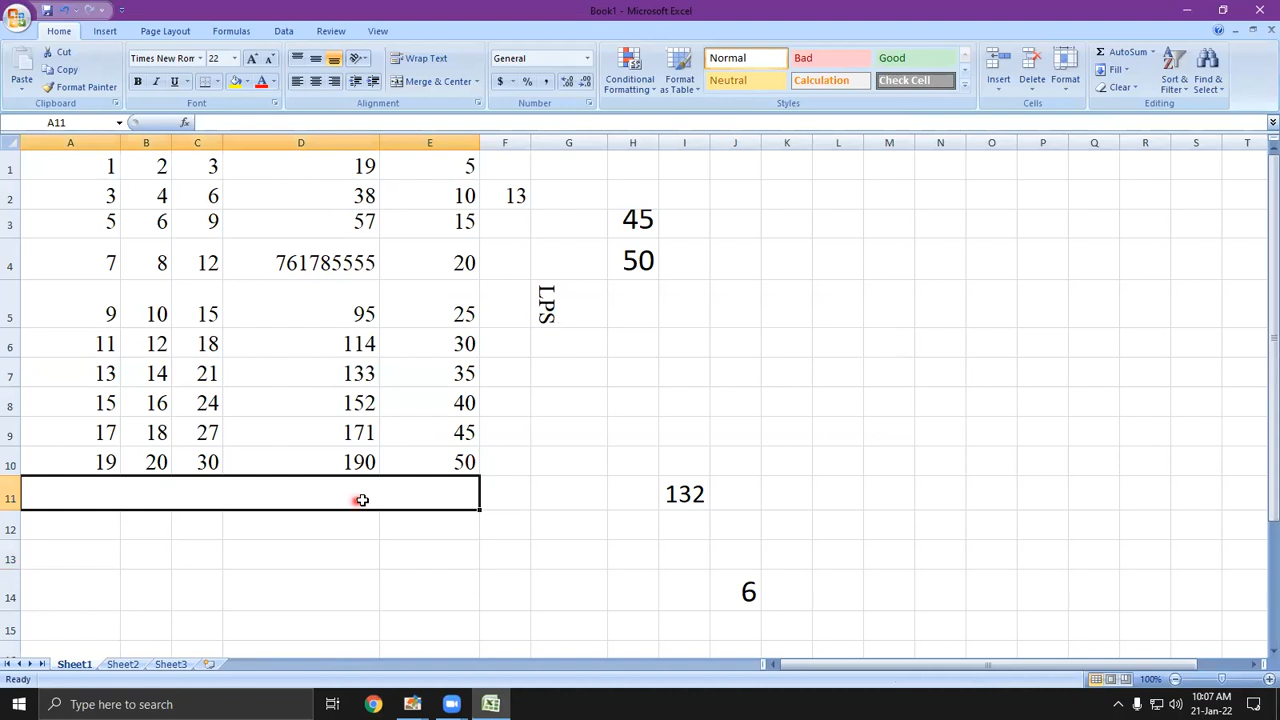 Book1 - Microsoft Excel
Home Insert Page Layout Formulas Data Review View
Paste
Cut
Copy
Format Painter
Clipboard
Times New Rom 22
B I U
Font
Wrap Text
Merge & Center
Alignment
General
$ % ,
Number
Conditional Formatting
Format as Table
Normal Bad Good
Neutral Calculation Check Cell
Styles
Insert Delete Format
Cells
AutoSum
Fill
Clear
Sort & Filter
Find & Select
Editing
A11 fx
A B C D E F G H I J K L M N O P Q R S T
1 1 2 3 19 5
2 3 4 6 38 10 13
3 5 6 9 57 15 45
4 7 8 12 761785555 20 50
5 9 10 15 95 25 LPS
6 11 12 18 114 30
7 13 14 21 133 35
8 15 16 24 152 40
9 17 18 27 171 45
10 19 20 30 190 50
11 132
12
13
14 6
15
Sheet1 Sheet2 Sheet3
Ready 100%
Type here to search
10:07 AM
21-Jan-22